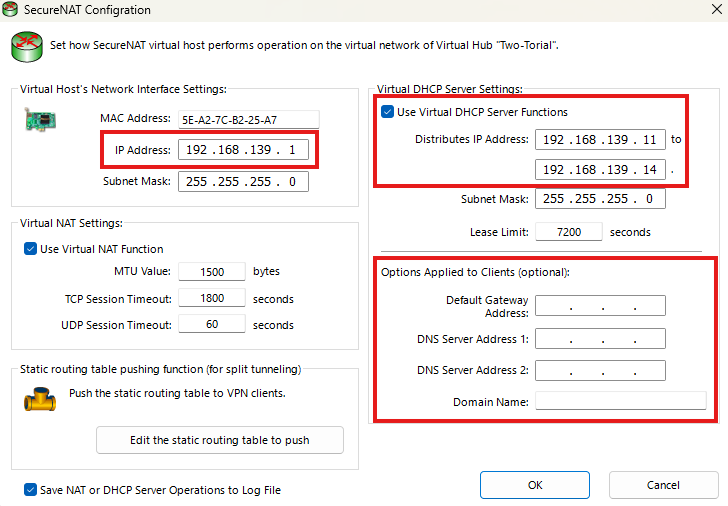 SecureNAT Configration
Set how SecureNAT virtual host performs operation on the virtual network of Virtual Hub "Two-Torial".
Virtual Host's Network Interface Settings:
MAC Address: 5E-A2-7C-B2-25-A7
IP Address: 192 . 168 . 139 . 1
Subnet Mask: 255 . 255 . 255 . 0
Virtual NAT Settings:
Use Virtual NAT Function
MTU Value: 1500 bytes
TCP Session Timeout: 1800 seconds
UDP Session Timeout: 60 seconds
Static routing table pushing function (for split tunneling)
Push the static routing table to VPN clients.
Edit the static routing table to push
Save NAT or DHCP Server Operations to Log File
Virtual DHCP Server Settings:
Use Virtual DHCP Server Functions
Distributes IP Address: 192 . 168 . 139 . 11 to
192 . 168 . 139 . 14 .
Subnet Mask: 255 . 255 . 255 . 0
Lease Limit: 7200 seconds
Options Applied to Clients (optional):
Default Gateway
Address: . . .
DNS Server Address 1: . . .
DNS Server Address 2: . . .
Domain Name:
OK
Cancel